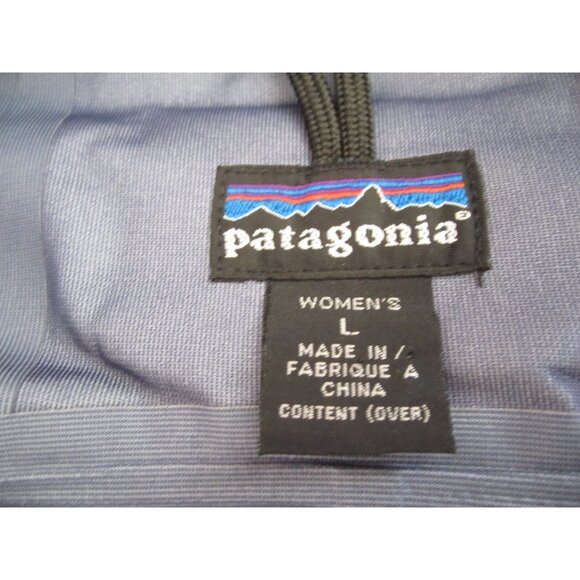 patagonia®
WOMEN'S
L
MADE IN /
FABRIQUE A
CHINA
CONTENT (OVER)